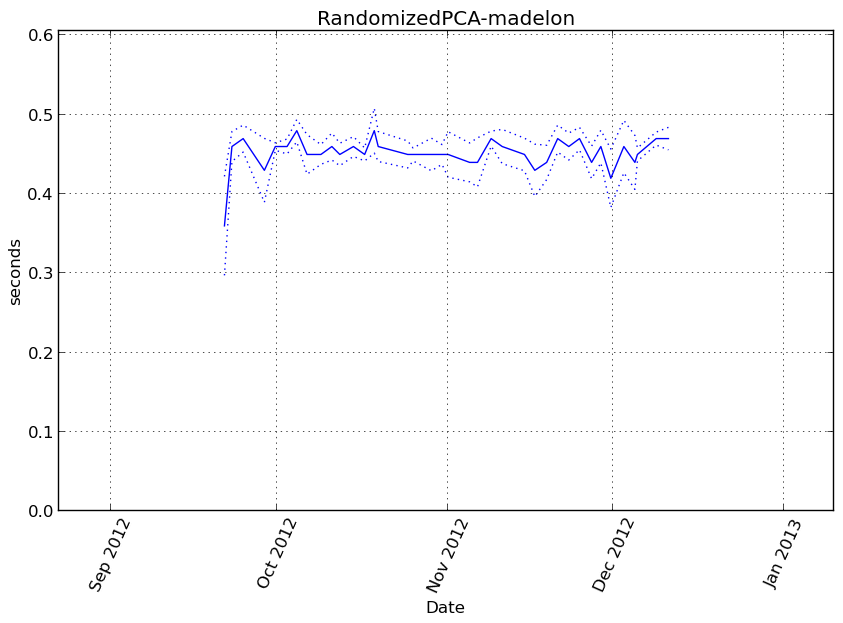 RandomizedPCA-madelon
0.6
0.5
0.4
0.3
0.2
0.1
0.0
seconds
Sep 2012
Oct 2012
Nov 2012
Dec 2012
Jan 2013
Date